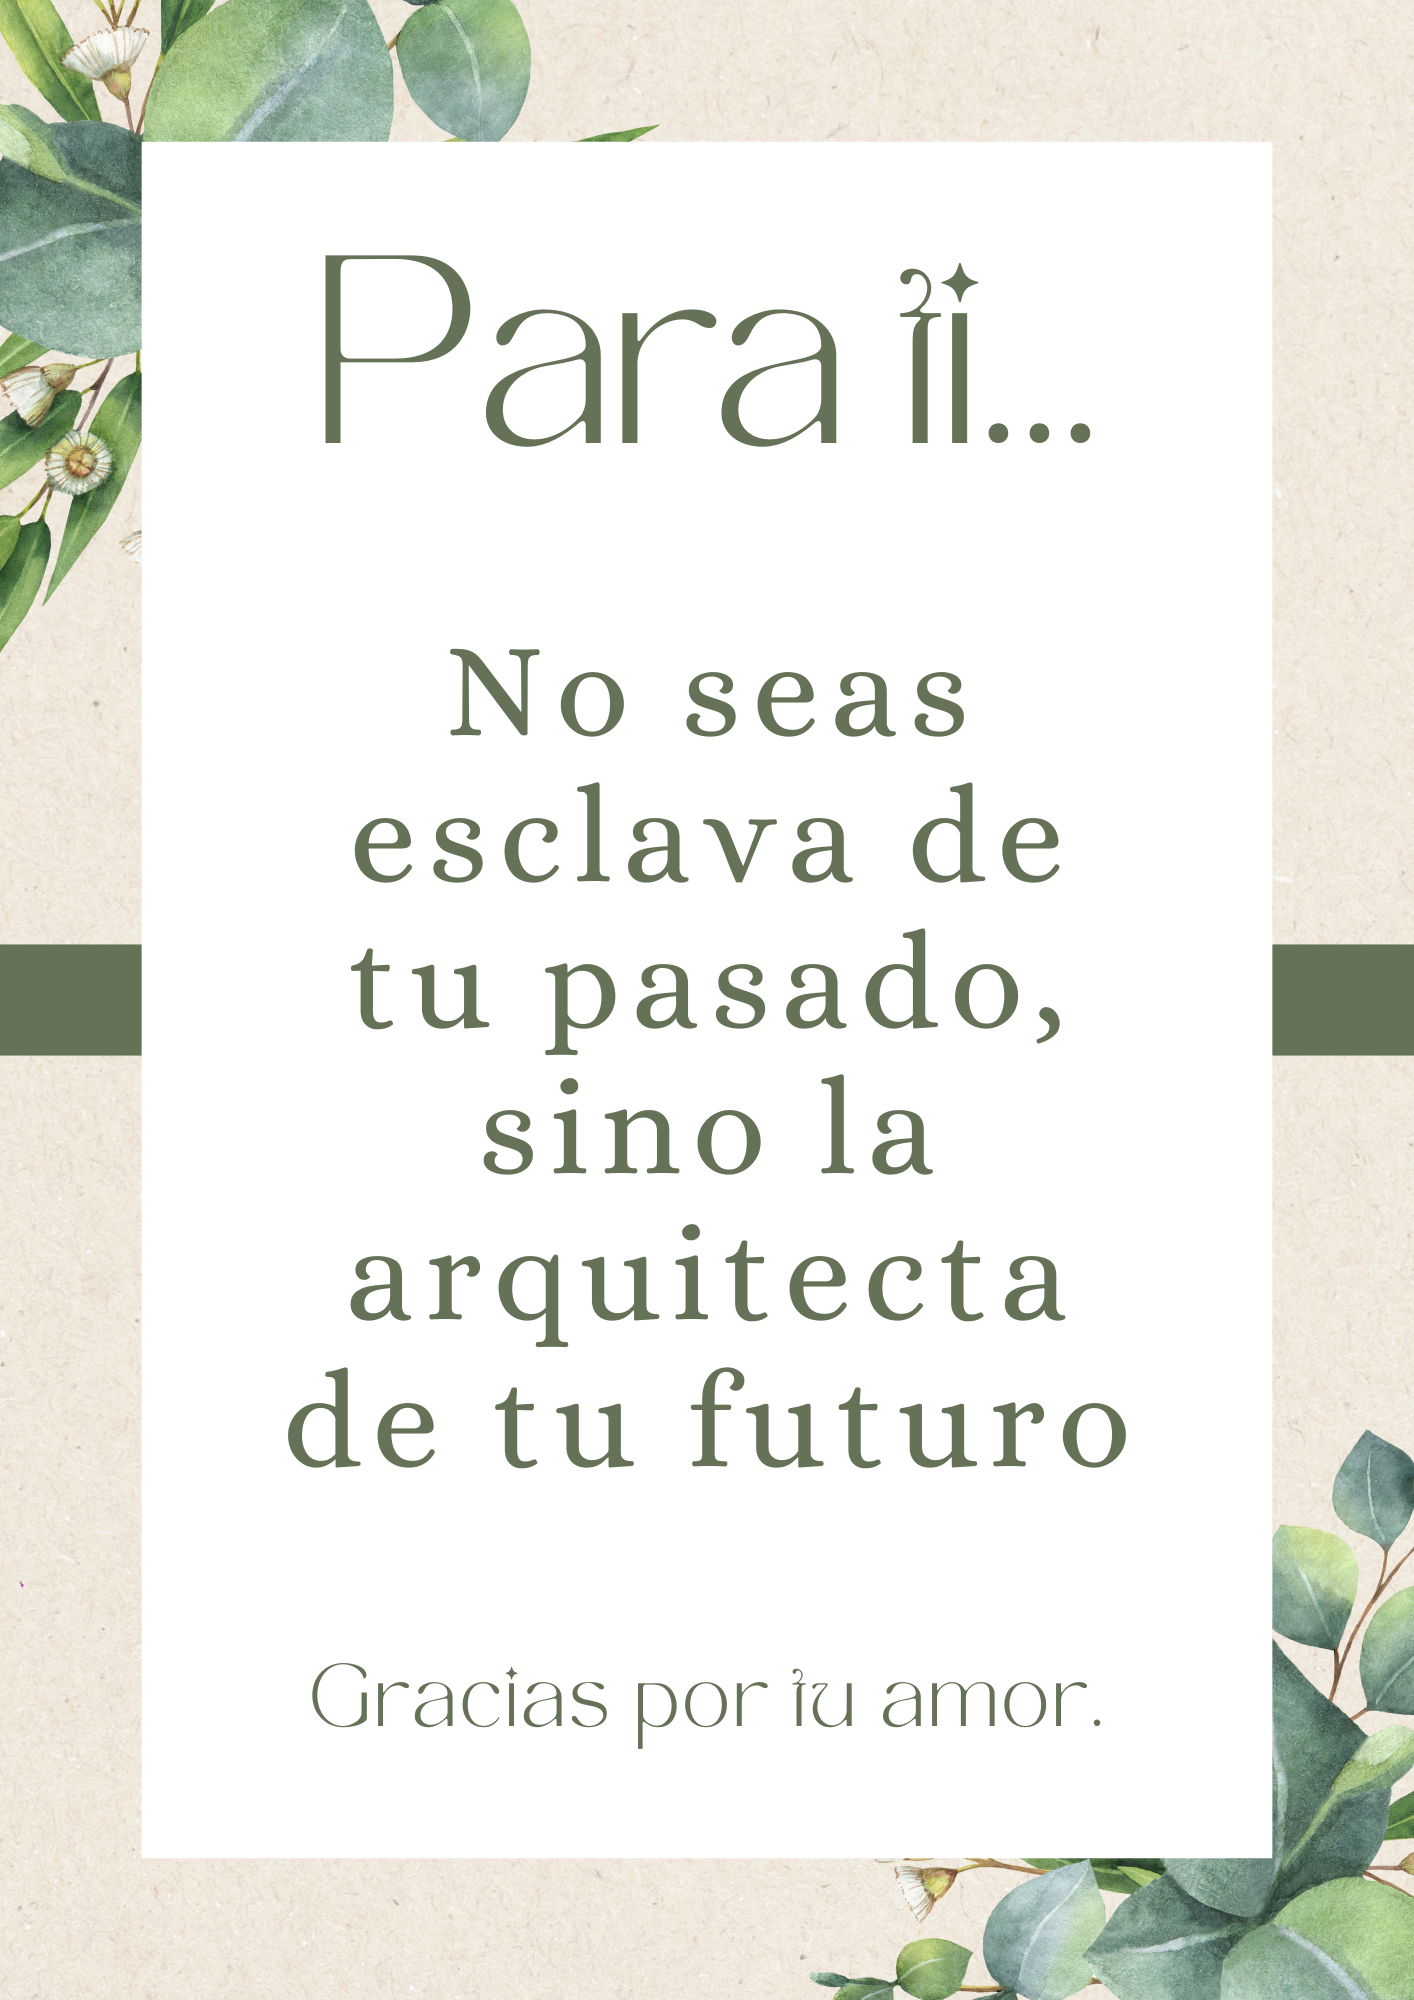 Para ti...
No seas
esclava de
tu pasado,
sino la
arquitecta
de tu futuro
Gracias por tu amor.